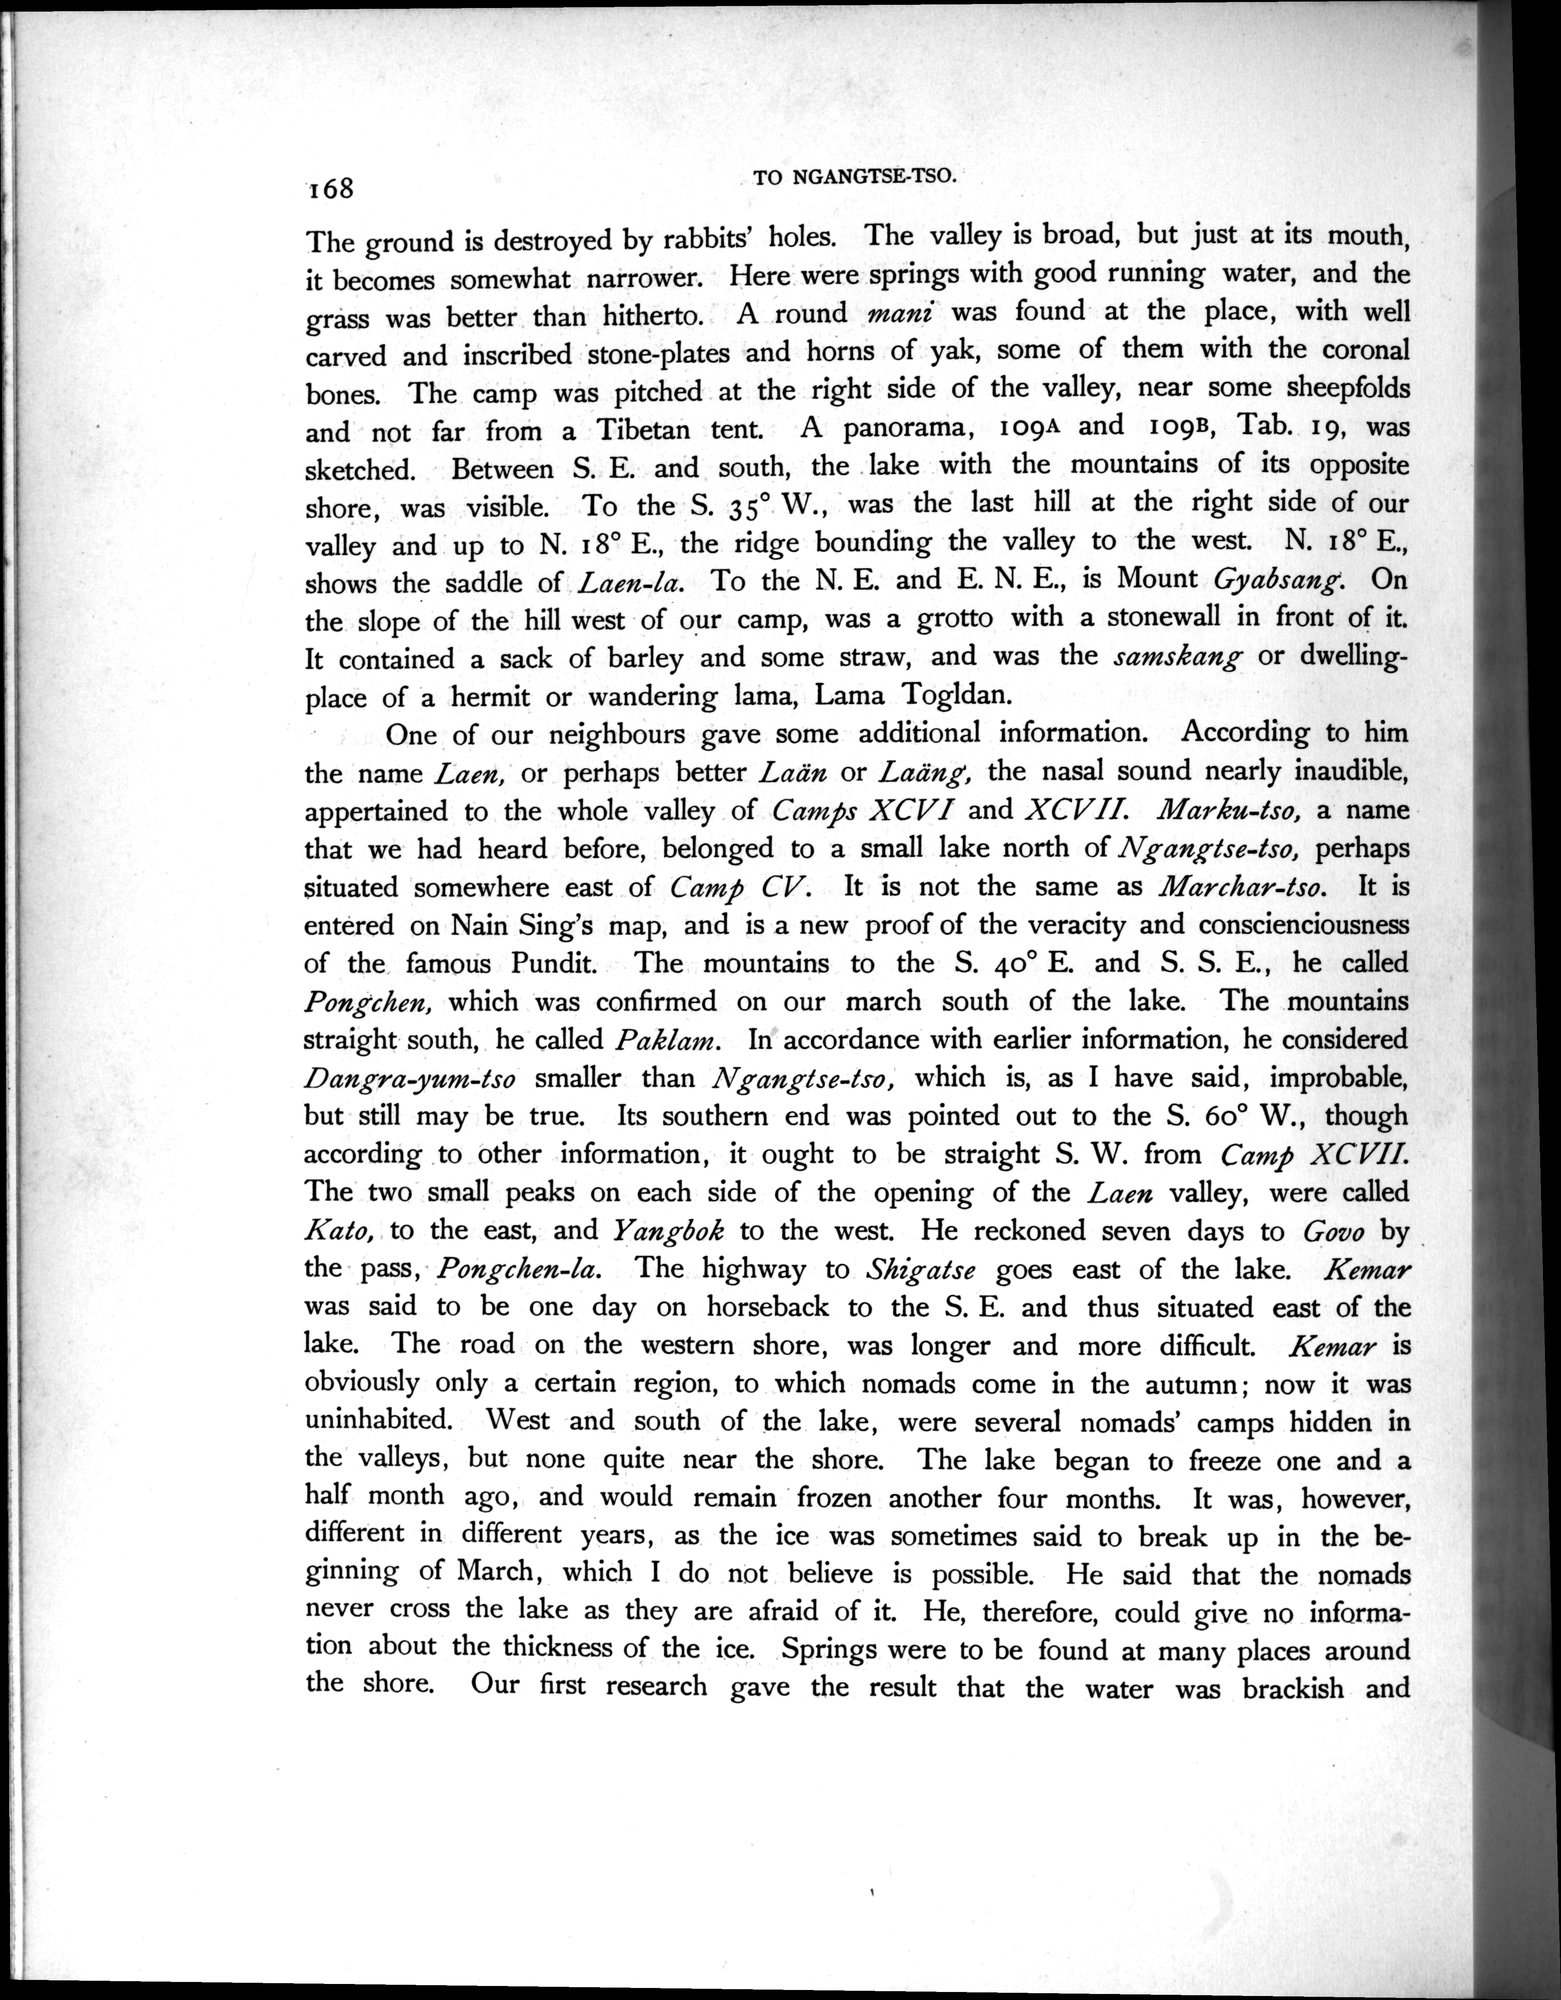 168
TO NGANGTSE-TSO.
The ground is destroyed by rabbits' holes. The valley is broad, but just at its mouth,
it becomes somewhat narrower. Here were springs with good running water, and the
grass was better than hitherto. A round mani was found at the place, with well
carved and inscribed stone-plates and horns of yak, some of them with the coronal
bones. The camp was pitched at the right side of the valley, near some sheepfolds
and not far from a Tibetan tent. A panorama, 109A and 109B, Tab. 19, was
sketched. Between S. E. and south, the lake with the mountains of its opposite
shore, was visible. To the S. 35° W., was the last hill at the right side of our
valley and up to N. 18° E., the ridge bounding the valley to the west. N. 18° E.,
shows the saddle of Laen-la. To the N. E. and E. N. E., is Mount Gyabsang. On
the slope of the hill west of our camp, was a grotto with a stonewall in front of it.
It contained a sack of barley and some straw, and was the samskang or dwelling-
place of a hermit or wandering lama, Lama Togldan.
One of our neighbours gave some additional information. According to him
the name Laen, or perhaps better Laän or Laäng, the nasal sound nearly inaudible,
appertained to the whole valley of Camps XCVI and XCVII. Marku-tso, a name
that we had heard before, belonged to a small lake north of Ngangtse-tso, perhaps
situated somewhere east of Camp CV. It is not the same as Marchar-tso. It is
entered on Nain Sing's map, and is a new proof of the veracity and conscienciousness
of the famous Pundit. The mountains to the S. 40° E. and S. S. E., he called
Pongchen, which was confirmed on our march south of the lake. The mountains
straight south, he called Paklam. In accordance with earlier information, he considered
Dangra-yum-tso smaller than Ngangtse-tso, which is, as I have said, improbable,
but still may be true. Its southern end was pointed out to the S. 60° W., though
according to other information, it ought to be straight S. W. from Camp XCVII.
The two small peaks on each side of the opening of the Laen valley, were called
Kato, to the east, and Yangbok to the west. He reckoned seven days to Govo by
the pass, Pongchen-la. The highway to Shigatse goes east of the lake. Kemar
was said to be one day on horseback to the S. E. and thus situated east of the
lake. The road on the western shore, was longer and more difficult. Kemar is
obviously only a certain region, to which nomads come in the autumn; now it was
uninhabited. West and south of the lake, were several nomads' camps hidden in
the valleys, but none quite near the shore. The lake began to freeze one and a
half month ago, and would remain frozen another four months. It was, however,
different in different years, as the ice was sometimes said to break up in the be-
ginning of March, which I do not believe is possible. He said that the nomads
never cross the lake as they are afraid of it. He, therefore, could give no informa-
tion about the thickness of the ice. Springs were to be found at many places around
the shore. Our first research gave the result that the water was brackish and